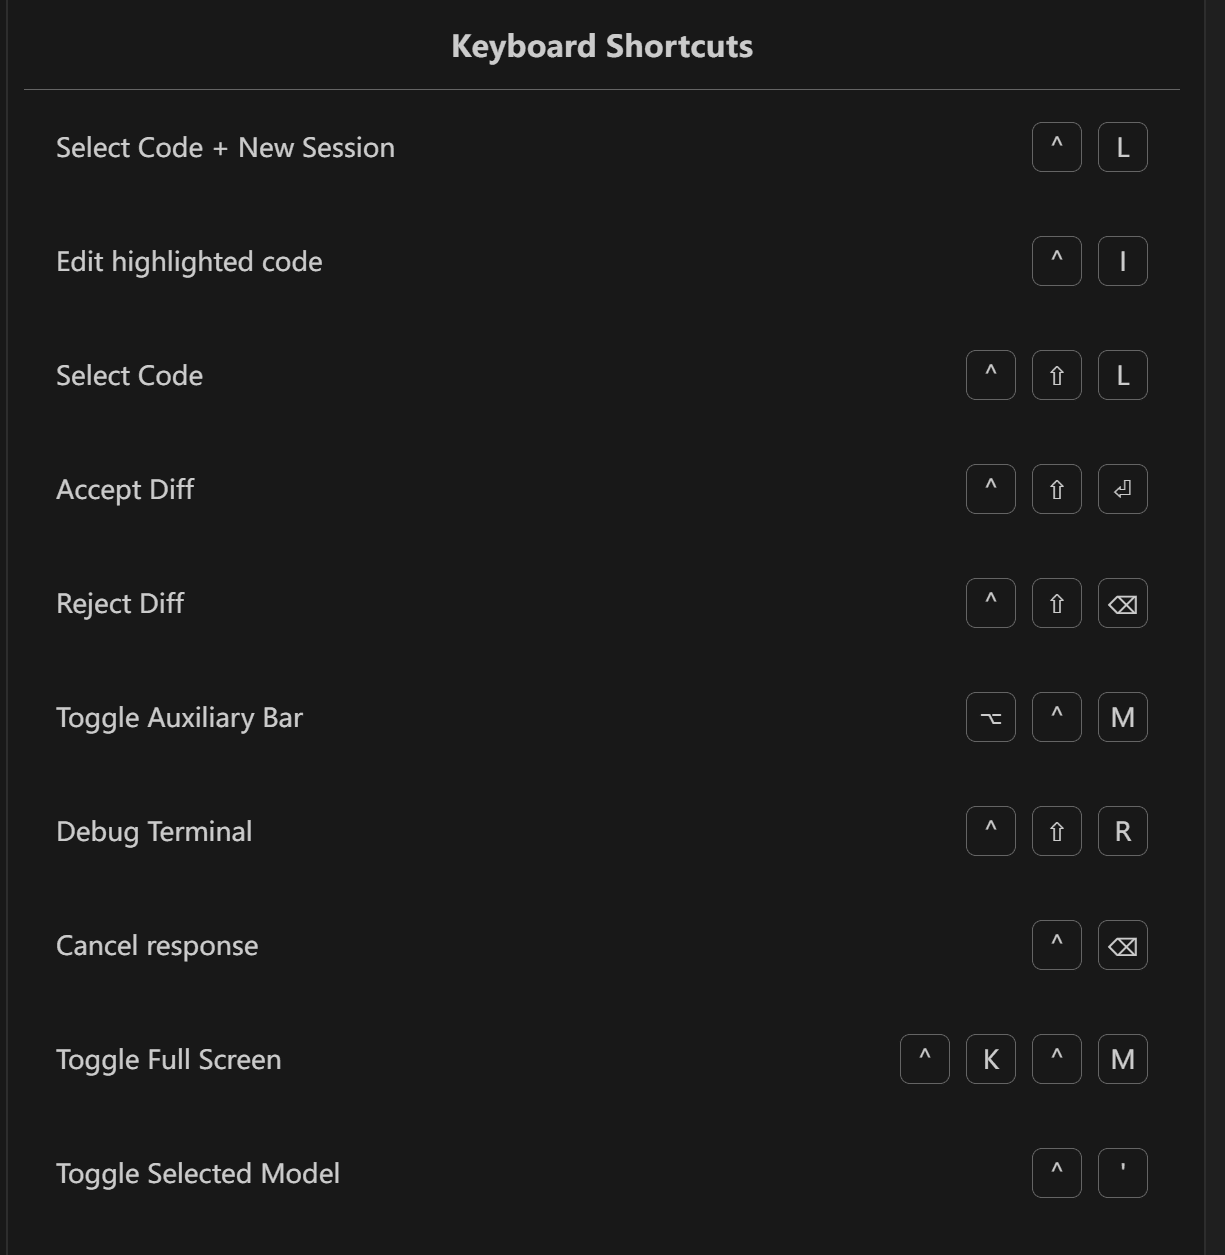 Keyboard Shortcuts
Select Code + New Session ^ L
Edit highlighted code ^ I
Select Code ^ ⇧ L
Accept Diff ^ ⇧ ⏎
Reject Diff ^ ⇧ ⌫
Toggle Auxiliary Bar ⌥ ^ M
Debug Terminal ^ ⇧ R
Cancel response ^ ⌫
Toggle Full Screen ^ K ^ M
Toggle Selected Model ^ '